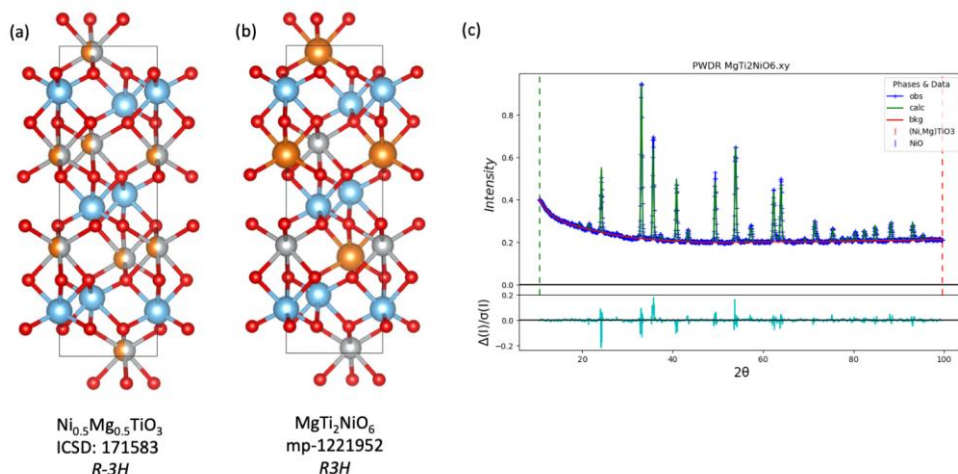 (a)
(b)
(c)
PWDR MgTi2NiO6.xy
Phases & Data
obs
calc
bkg
(Ni,Mg)TiO3
NiO
Intensity
0.8
0.6
0.4
0.2
0.0
Δ(I)/σ(I)
0.2
0.0
−0.2
20 40 60 80 100
2θ
Ni0.5Mg0.5TiO3
ICSD: 171583
R-3H
MgTi2NiO6
mp-1221952
R3H